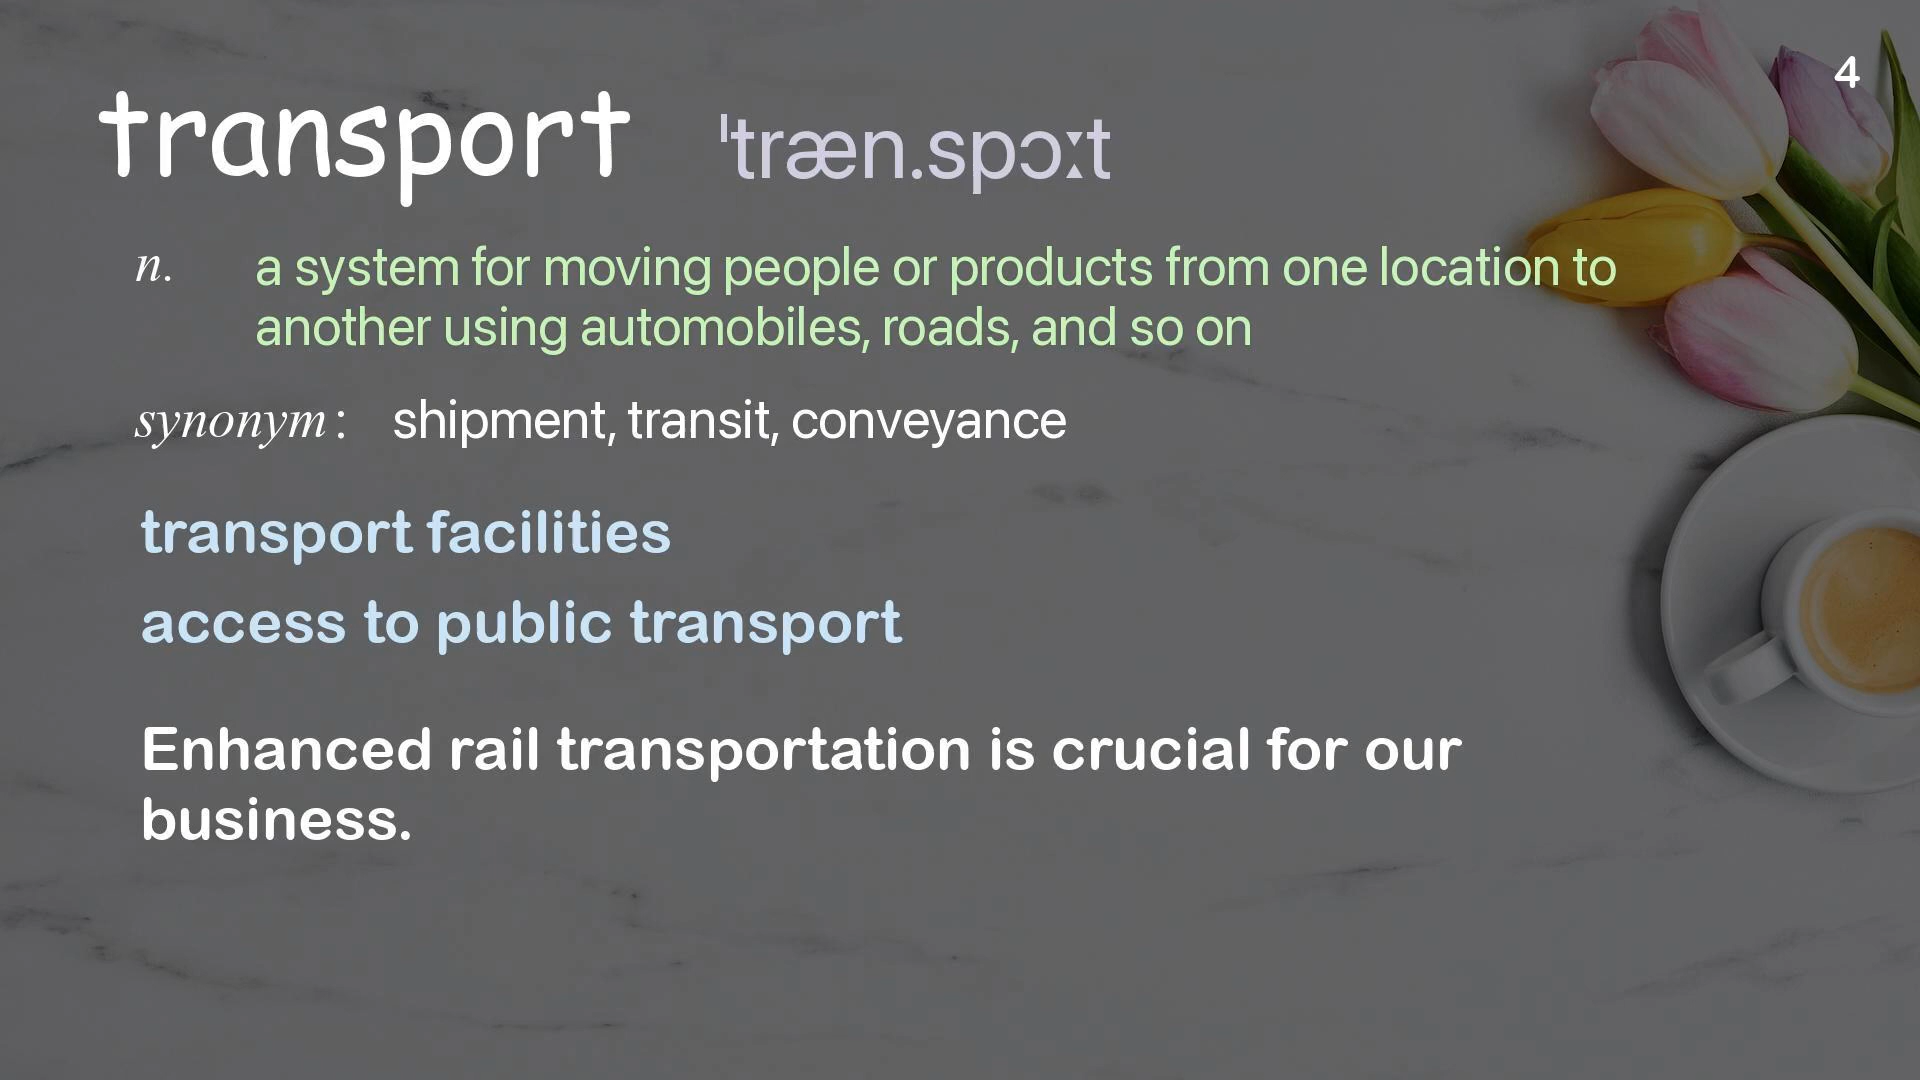 4
transport ˈtræn.spɔːt
n. a system for moving people or products from one location to
another using automobiles, roads, and so on
synonym : shipment, transit, conveyance
transport facilities
access to public transport
Enhanced rail transportation is crucial for our
business.